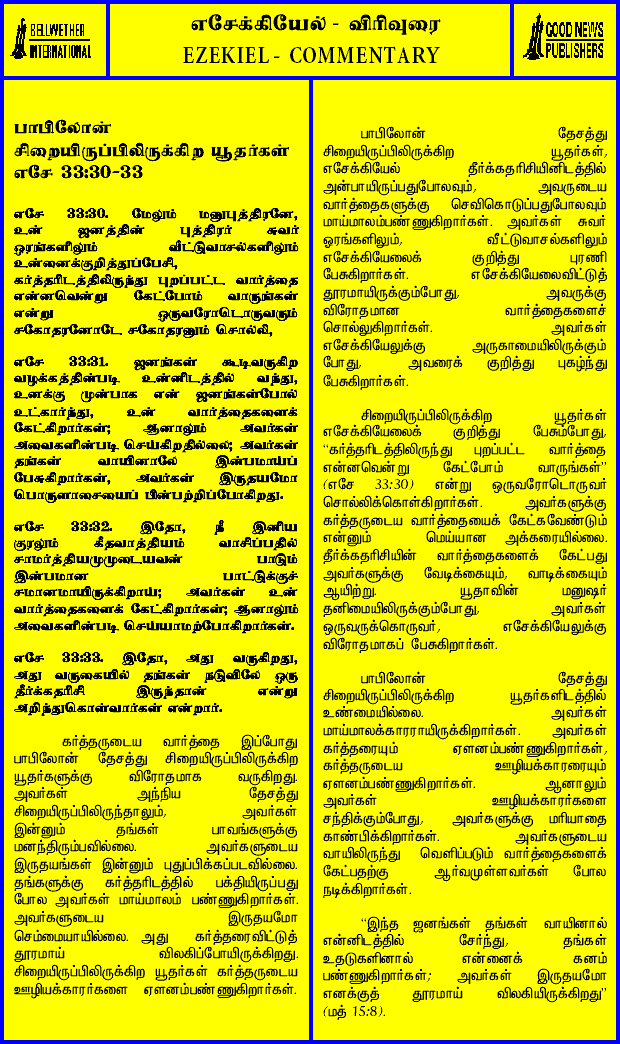 BELLWETHER
INTERNATIONAL
எசேக்கியேல் - விரிவுரை
EZEKIEL - COMMENTARY
GOOD NEWS
PUBLISHERS
பாபிலோன்
சிறையிருப்பிலிருக்கிற யூதர்கள்
எசே 33:30-33
எசே 33:30. மேலும் மனுபுத்திரனே,
உன் ஜனத்தின் புத்திரர் சுவர்
ஓரங்களிலும் வீட்டுவாசல்களிலும்
உன்னைக்குறித்துப்பேசி,
கர்த்தரிடத்திலிருந்து புறப்பட்ட வார்த்தை
என்னவென்று கேட்போம் வாருங்கள்
என்று ஒருவரோடொருவரும்
சகோதரனோடே சகோதரனும் சொல்லி,
எசே 33:31. ஜனங்கள் கூடிவருகிற
வழக்கத்தின்படி உன்னிடத்தில் வந்து,
உனக்கு முன்பாக என் ஜனங்கள்போல்
உட்கார்ந்து, உன் வார்த்தைகளைக்
கேட்கிறார்கள்; ஆனாலும் அவர்கள்
அவைகளின்படி செய்கிறதில்லை; அவர்கள்
தங்கள் வாயினாலே இன்பமாய்ப்
பேசுகிறார்கள், அவர்கள் இருதயமோ
பொருளாசையைப் பின்பற்றிப்போகிறது.
எசே 33:32. இதோ, நீ இனிய
குரலும் கீதவாத்தியம் வாசிப்பதில்
சாமர்த்தியமுமுடையவன் பாடும்
இன்பமான பாட்டுக்குச்
சமானமாயிருக்கிறாய்; அவர்கள் உன்
வார்த்தைகளைக் கேட்கிறார்கள்; ஆனாலும்
அவைகளின்படி செய்யாமற்போகிறார்கள்.
எசே 33:33. இதோ, அது வருகிறது,
அது வருகையில் தங்கள் நடுவிலே ஒரு
தீர்க்கதரிசி இருந்தான் என்று
அறிந்துகொள்வார்கள் என்றார்.
கர்த்தருடைய வார்த்தை இப்போது
பாபிலோன் தேசத்து சிறையிருப்பிலிருக்கிற
யூதர்களுக்கு விரோதமாக வருகிறது.
அவர்கள் அந்நிய தேசத்து
சிறையிருப்பிலிருந்தாலும், அவர்கள்
இன்னும் தங்கள் பாவங்களுக்கு
மனந்திரும்பவில்லை. அவர்களுடைய
இருதயங்கள் இன்னும் புதுப்பிக்கப்படவில்லை.
தங்களுக்கு கர்த்தரிடத்தில் பக்தியிருப்பது
போல அவர்கள் மாய்மாலம் பண்ணுகிறார்கள்.
அவர்களுடைய இருதயமோ
செம்மையாயில்லை. அது கர்த்தரைவிட்டுத்
தூரமாய் விலகிப்போயிருக்கிறது.
சிறையிருப்பிலிருக்கிற யூதர்கள் கர்த்தருடைய
ஊழியக்காரர்களை ஏளனம்பண்ணுகிறார்கள்.
பாபிலோன் தேசத்து
சிறையிருப்பிலிருக்கிற யூதர்கள்,
எசேக்கியேல் தீர்க்கதரிசியினிடத்தில்
அன்பாயிருப்பதுபோலவும், அவருடைய
வார்த்தைகளுக்கு செவிகொடுப்பதுபோலவும்
மாய்மாலம்பண்ணுகிறார்கள். அவர்கள் சுவர்
ஓரங்களிலும், வீட்டுவாசல்களிலும்
எசேக்கியேலைக் குறித்து புரணி
பேசுகிறார்கள். எசேக்கியேலைவிட்டுத்
தூரமாயிருக்கும்போது, அவருக்கு
விரோதமான வார்த்தைகளைச்
சொல்லுகிறார்கள். அவர்கள்
எசேக்கியேலுக்கு அருகாமையிலிருக்கும்
போது, அவரைக் குறித்து புகழ்ந்து
பேசுகிறார்கள்.
சிறையிருப்பிலிருக்கிற யூதர்கள்
எசேக்கியேலைக் குறித்து பேசும்போது,
“கர்த்தரிடத்திலிருந்து புறப்பட்ட வார்த்தை
என்னவென்று கேட்போம் வாருங்கள்”
(எசே 33:30) என்று ஒருவரோடொருவர்
சொல்லிக்கொள்கிறார்கள். அவர்களுக்கு
கர்த்தருடைய வார்த்தையைக் கேட்கவேண்டும்
என்னும் மெய்யான அக்கரையில்லை.
தீர்க்கதரிசியின் வார்த்தைகளைக் கேட்பது
அவர்களுக்கு வேடிக்கையும், வாடிக்கையும்
ஆயிற்று. யூதாவின் மனுஷர்
தனிமையிலிருக்கும்போது, அவர்கள்
ஒருவருக்கொருவர், எசேக்கியேலுக்கு
விரோதமாகப் பேசுகிறார்கள்.
பாபிலோன் தேசத்து
சிறையிருப்பிலிருக்கிற யூதர்களிடத்தில்
உண்மையில்லை. அவர்கள்
மாய்மாலக்காரராயிருக்கிறார்கள். அவர்கள்
கர்த்தரையும் ஏளனம்பண்ணுகிறார்கள்,
கர்த்தருடைய ஊழியக்காரரையும்
ஏளனம்பண்ணுகிறார்கள். ஆனாலும்
அவர்கள் ஊழியக்காரர்களை
சந்திக்கும்போது, அவர்களுக்கு மரியாதை
காண்பிக்கிறார்கள். அவர்களுடைய
வாயிலிருந்து வெளிப்படும் வார்த்தைகளைக்
கேட்பதற்கு ஆர்வமுள்ளவர்கள் போல
நடிக்கிறார்கள்.
“இந்த ஜனங்கள் தங்கள் வாயினால்
என்னிடத்தில் சேர்ந்து, தங்கள்
உதடுகளினால் என்னைக் கனம்
பண்ணுகிறார்கள்; அவர்கள் இருதயமோ
எனக்குத் தூரமாய் விலகியிருக்கிறது”
(மத் 15:8).